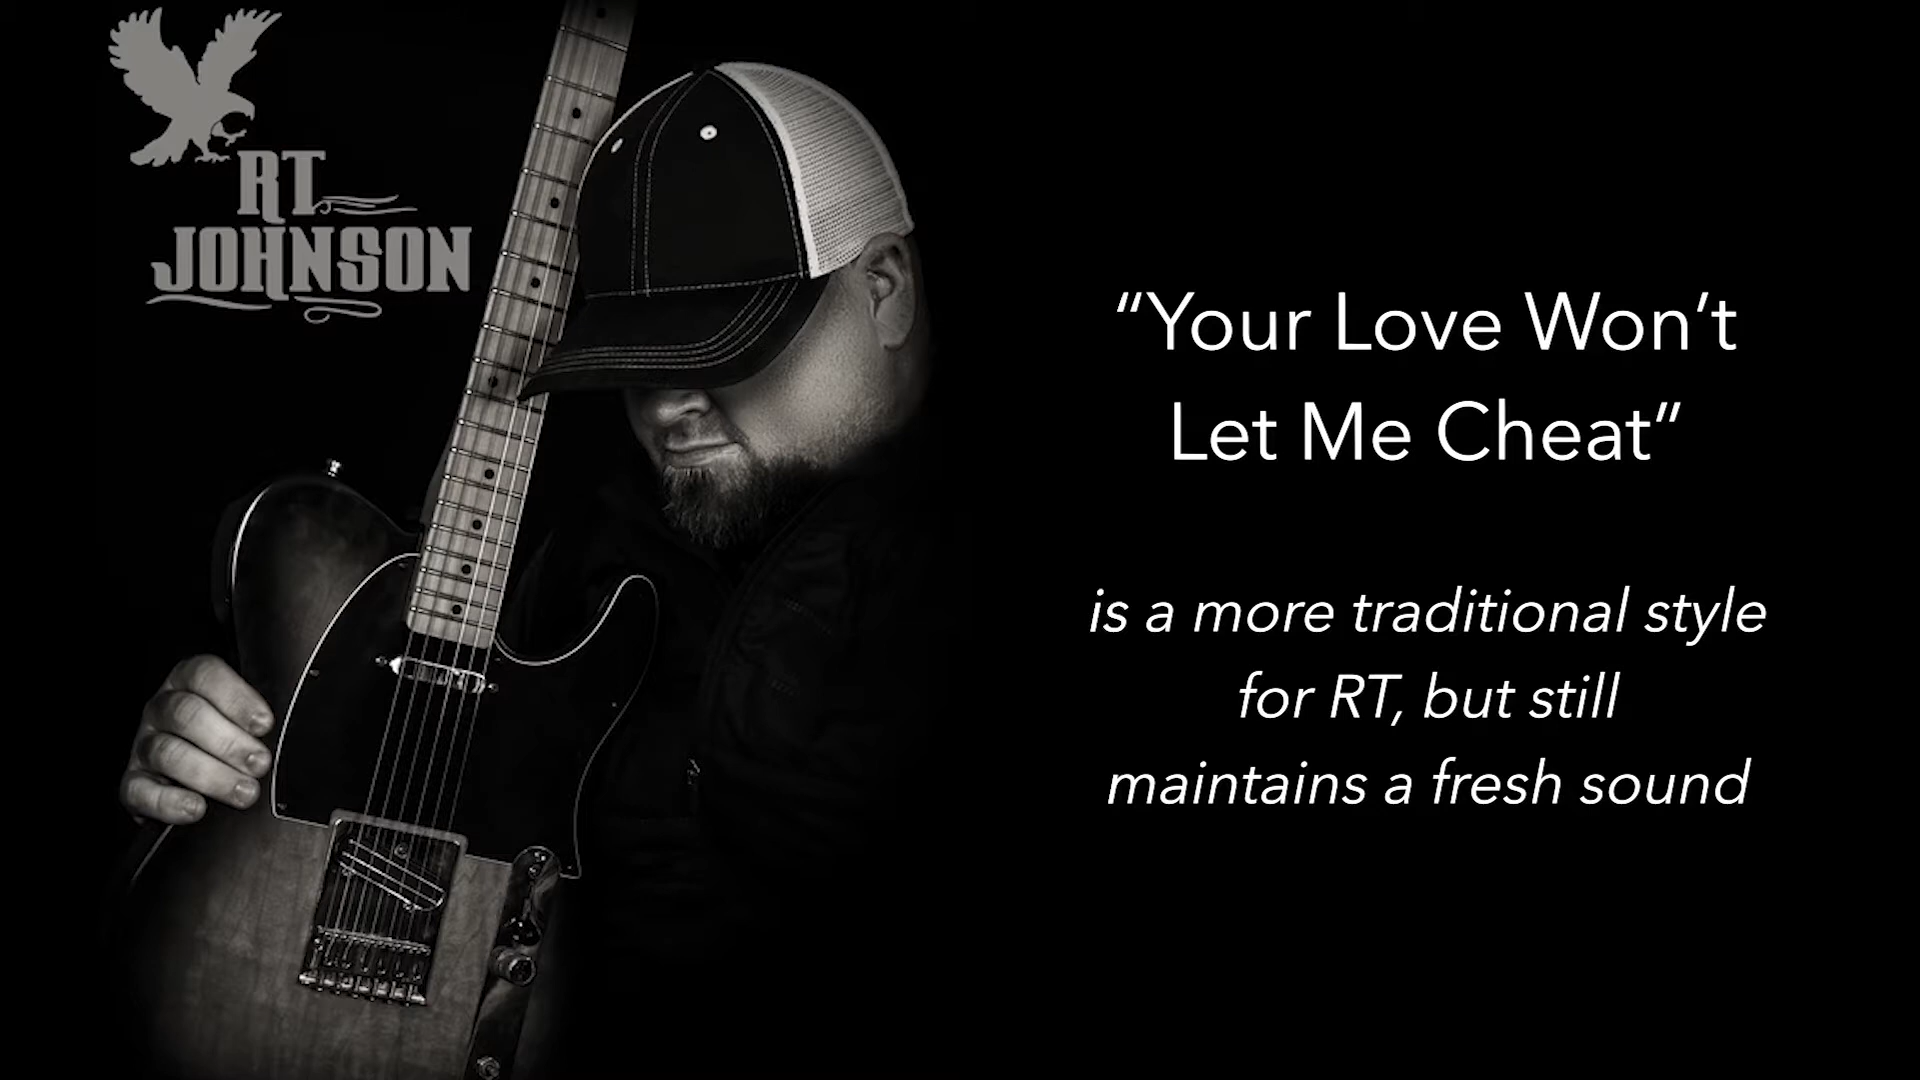 RT
JOHNSON
“Your Love Won’t
Let Me Cheat”
is a more traditional style
for RT, but still
maintains a fresh sound